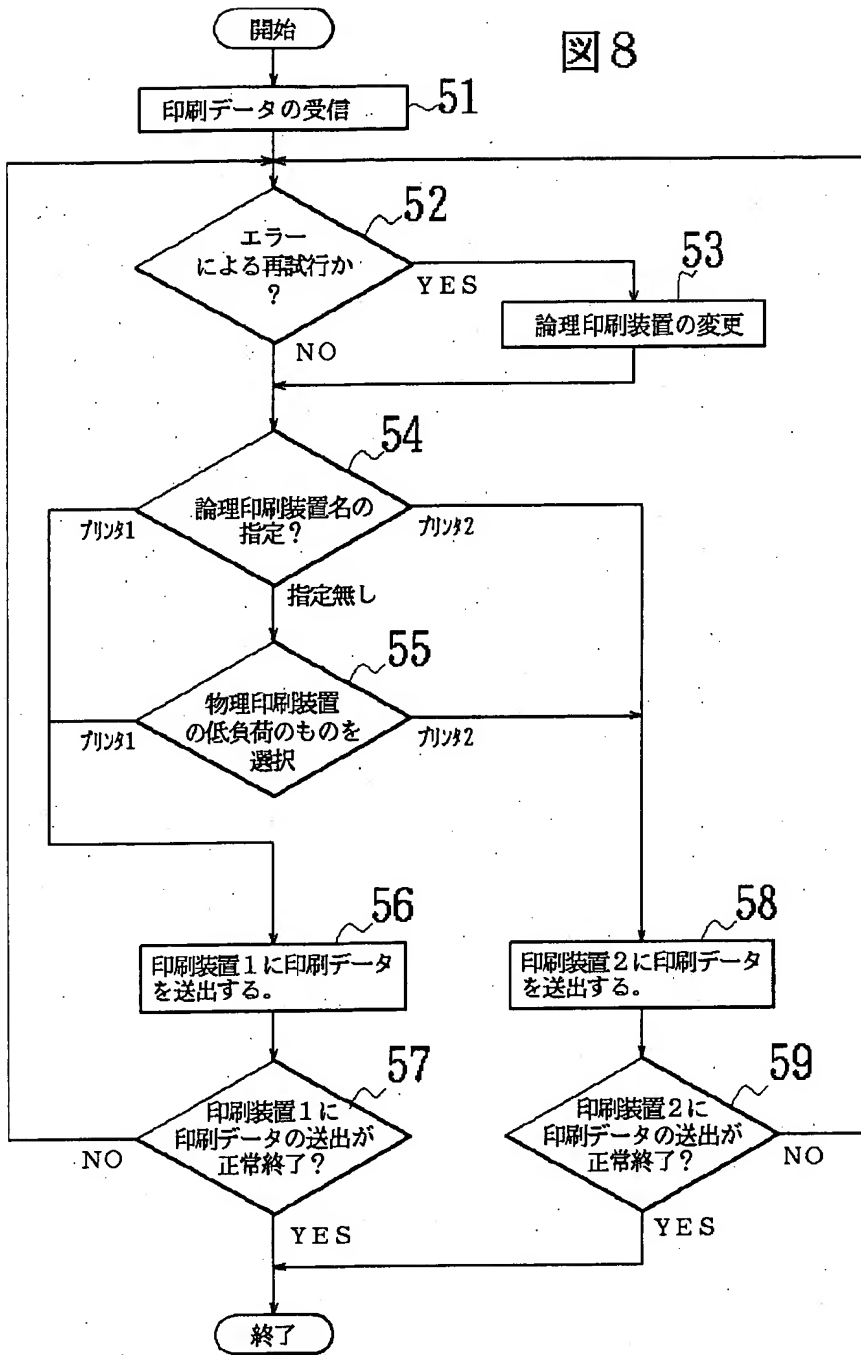 図8
開始
印刷データの受信
51
52
エラー
による再試行か
?
YES
NO
53
論理印刷装置の変更
54
論理印刷装置名の
指定?
プリンタ1
プリンタ2
指定無し
55
物理印刷装置
の低負荷のものを
選択
プリンタ1
プリンタ2
56
印刷装置1に印刷データ
を送出する。
58
印刷装置2に印刷データ
を送出する。
57
印刷装置1に
印刷データの送出が
正常終了?
NO
YES
59
印刷装置2に
印刷データの送出が
正常終了?
NO
YES
終了